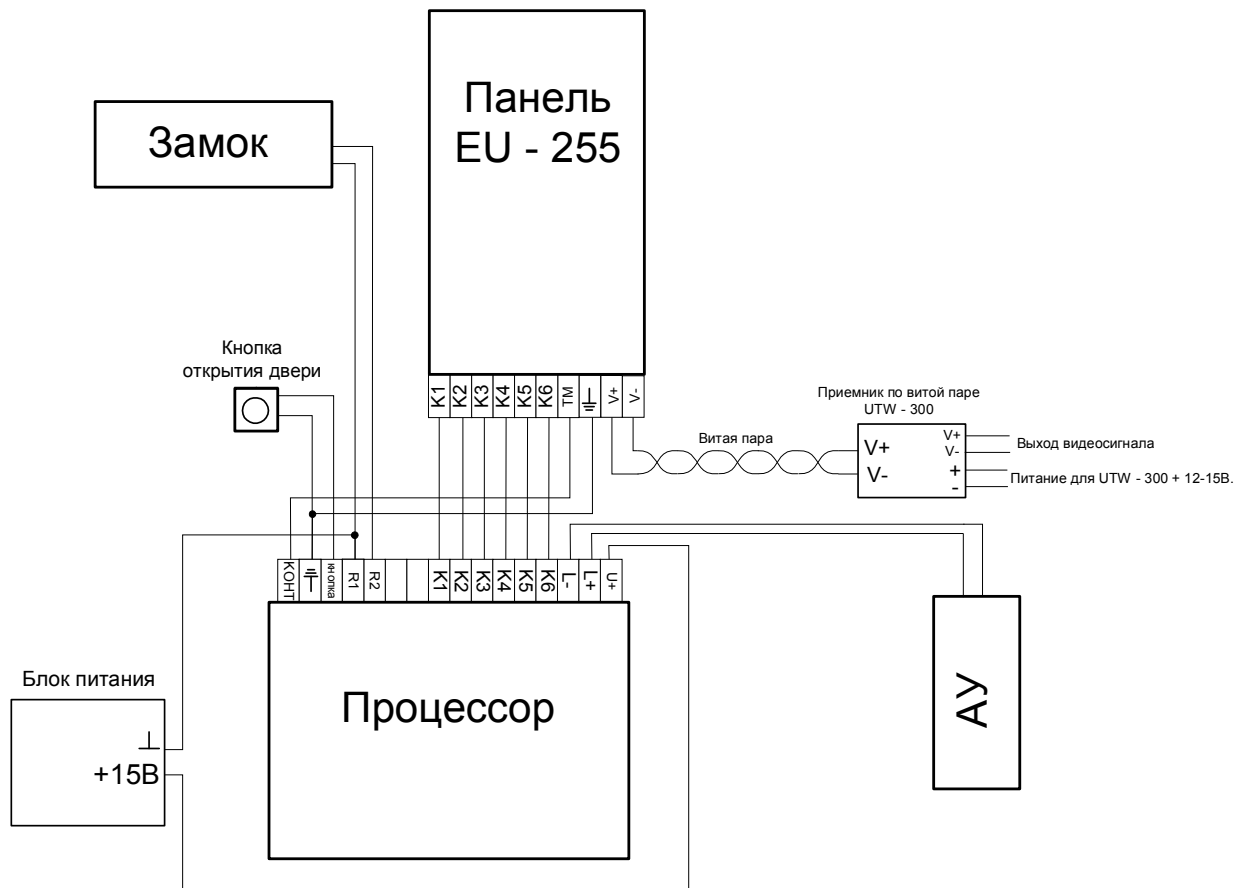 Панель
EU - 255
Замок
Кнопка
открытия двери
K1 K2 K3 K4 K5 K6 TM V+ V-
Приемник по витой паре
UTW - 300
Витая пара
V+
V-
V+
V-
+
-
Выход видеосигнала
Питание для UTW - 300 + 12-15В.
КОНТ кнопка R1 R2 K1 K2 K3 K4 K5 K6 L- L+ U+
Процессор
Блок питания
+15В
АУ